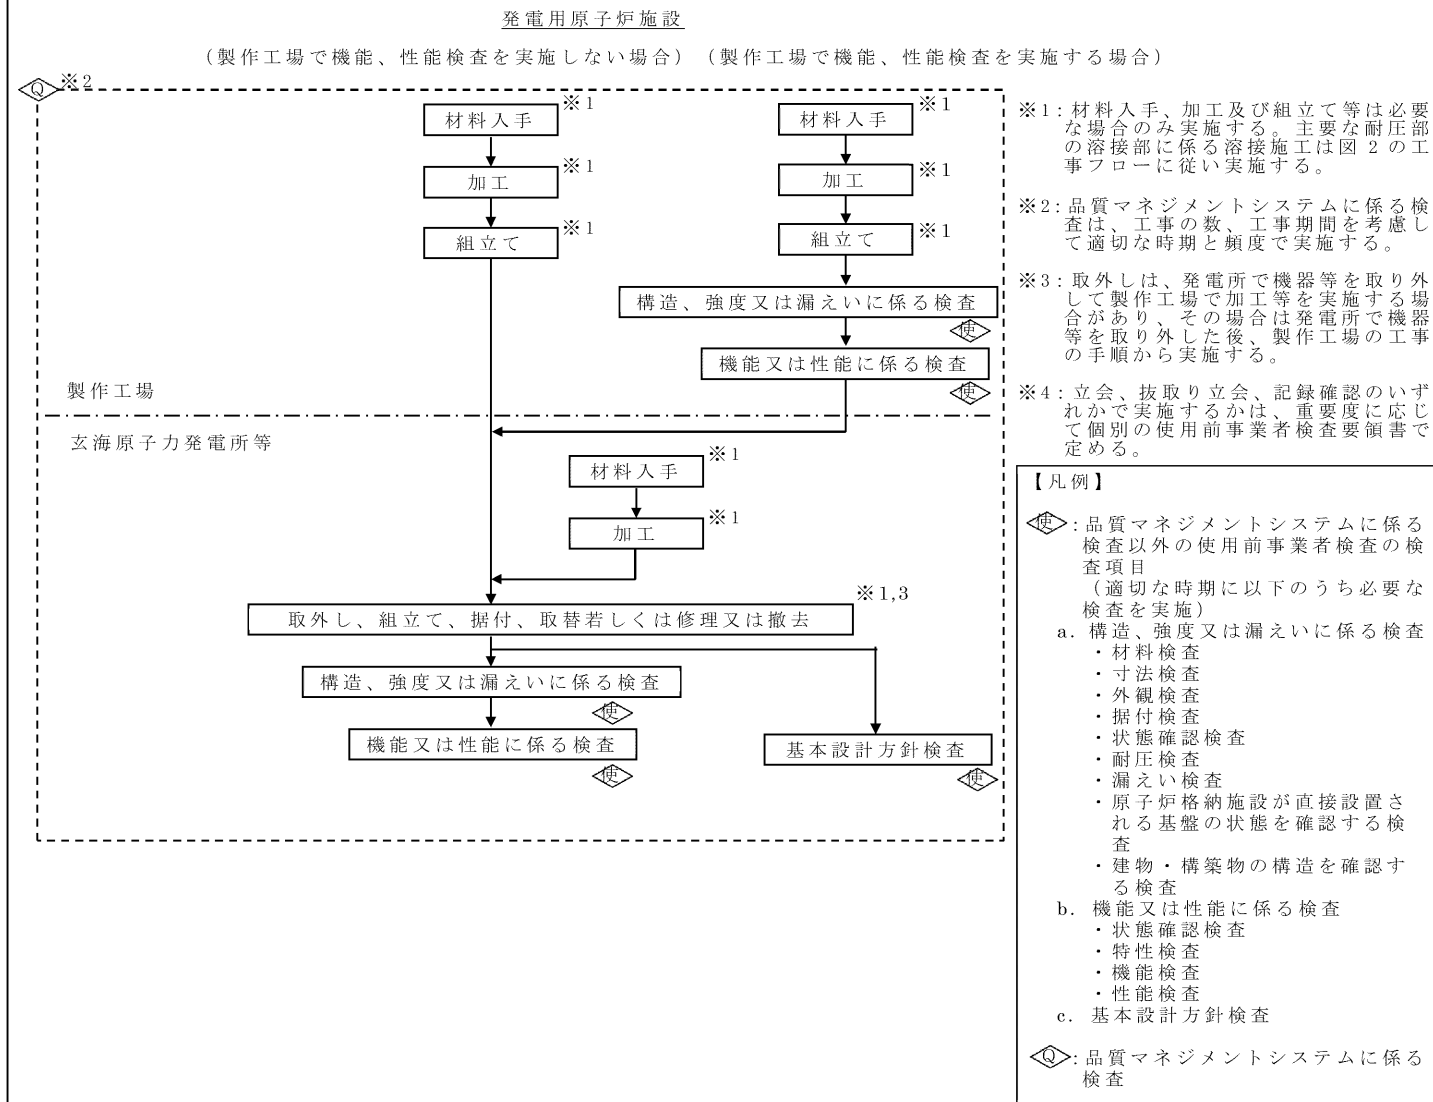 発電用原子炉施設
（製作工場で機能、性能検査を実施しない場合）（製作工場で機能、性能検査を実施する場合）
Q ※2
材料入手 ※1
加工 ※1
組立て ※1
材料入手 ※1
加工 ※1
組立て ※1
構造、強度又は漏えいに係る検査
使
機能又は性能に係る検査
使
製作工場
玄海原子力発電所等
材料入手 ※1
加工 ※1
取外し、組立て、据付、取替若しくは修理又は撤去 ※1,3
構造、強度又は漏えいに係る検査
使
機能又は性能に係る検査
使
基本設計方針検査
使
※1：材料入手、加工及び組立て等は必要
な場合のみ実施する。主要な耐圧部
の溶接部に係る溶接施工は図2の工
事フローに従い実施する。
※2：品質マネジメントシステムに係る検
査は、工事の数、工事期間を考慮し
て適切な時期と頻度で実施する。
※3：取外しは、発電所で機器等を取り外
して製作工場で加工等を実施する場
合があり、その場合は発電所で機器
等を取り外した後、製作工場の工事
の手順から実施する。
※4：立会、抜取り立会、記録確認のいず
れかで実施するかは、重要度に応じ
て個別の使用前事業者検査要領書で
定める。
【凡例】
使：品質マネジメントシステムに係る
検査以外の使用前事業者検査の検
査項目
（適切な時期に以下のうち必要な
検査を実施）
a. 構造、強度又は漏えいに係る検査
・材料検査
・寸法検査
・外観検査
・据付検査
・状態確認検査
・耐圧検査
・漏えい検査
・原子炉格納施設が直接設置さ
れる基盤の状態を確認する検
査
・建物・構築物の構造を確認す
る検査
b. 機能又は性能に係る検査
・状態確認検査
・特性検査
・機能検査
・性能検査
c. 基本設計方針検査
Q：品質マネジメントシステムに係る
検査